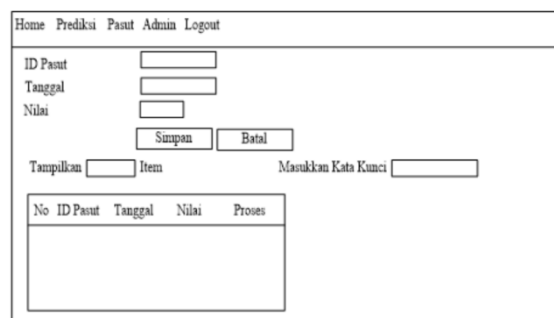 Home Prediksi Pasut Admin Logout
ID Pasut
Tanggal
Nilai
Simpan Batal
Tampilkan Item Masukkan Kata Kunci
No ID Pasut Tanggal Nilai Proses